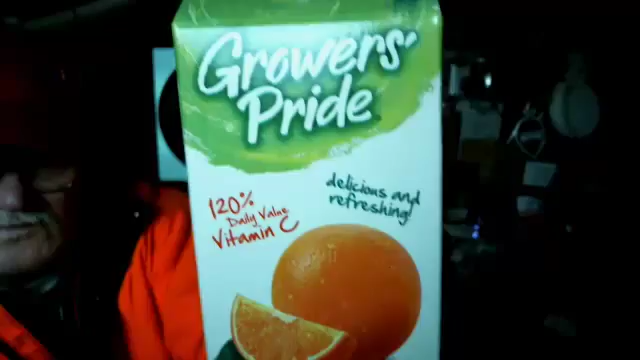 Growers'
Pride
120%
Daily Value
Vitamin C
delicious and
refreshing!